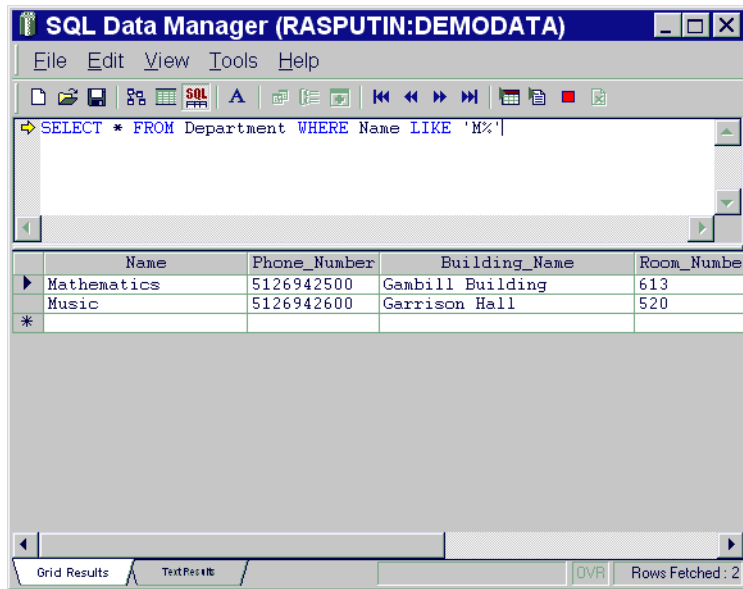 SQL Data Manager (RASPUTIN:DEMODATA)
File Edit View Tools Help
SQL A
SELECT * FROM Department WHERE Name LIKE 'M%'
Name Phone_Number Building_Name Room_Numbe
Mathematics 5126942500 Gambill Building 613
Music 5126942600 Garrison Hall 520
Grid Results Text Results OVR Rows Fetched : 2